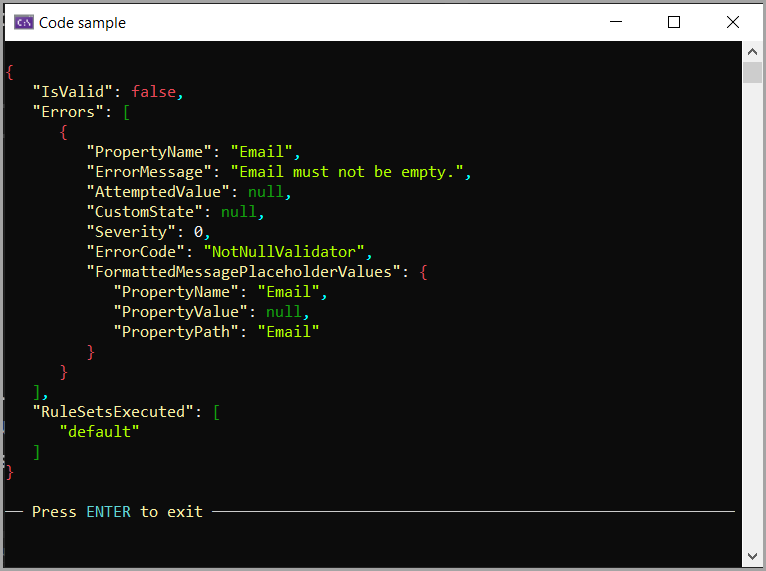 Code sample
{
"IsValid": false,
"Errors": [
{
"PropertyName": "Email",
"ErrorMessage": "Email must not be empty.",
"AttemptedValue": null,
"CustomState": null,
"Severity": 0,
"ErrorCode": "NotNullValidator",
"FormattedMessagePlaceholderValues": {
"PropertyName": "Email",
"PropertyValue": null,
"PropertyPath": "Email"
}
}
],
"RuleSetsExecuted": [
"default"
]
}
Press ENTER to exit